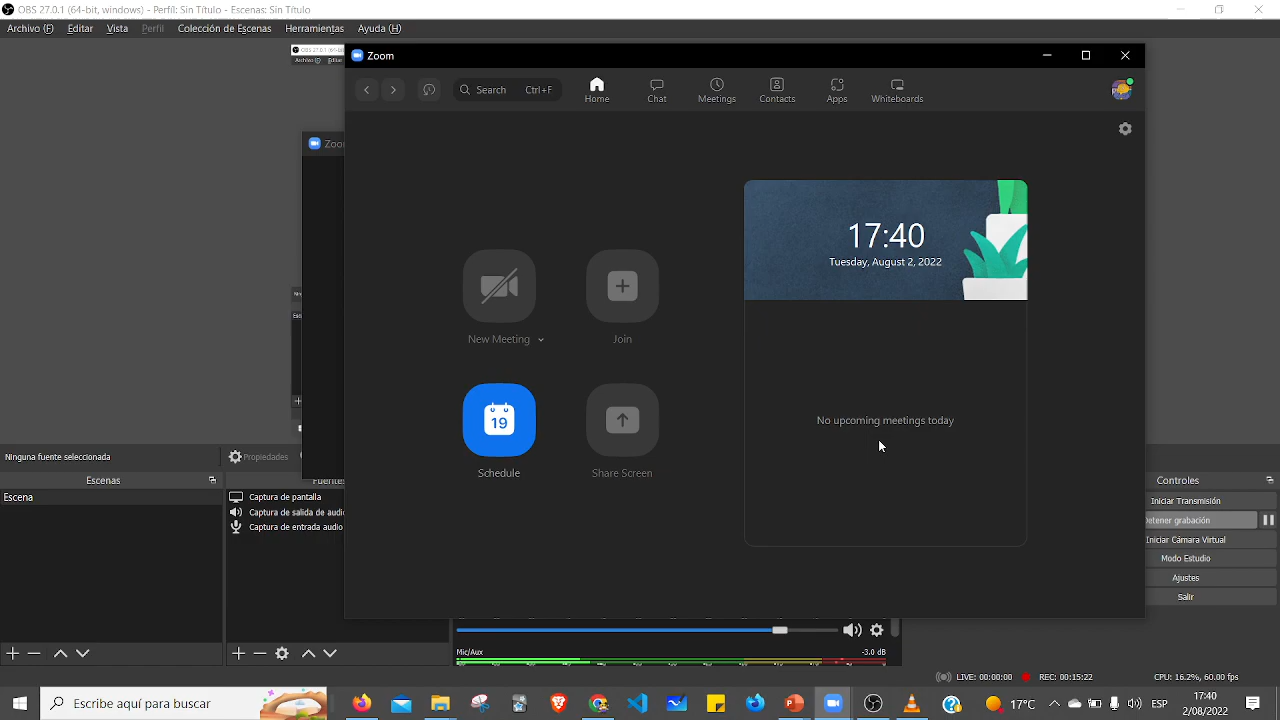 OBS 27.0.1 (64-bit, windows) - Perfil: Sin Título - Escenas: Sin Título
Archivo (F) Editar Vista Perfil Colección de Escenas Herramientas Ayuda (H)
Zoom
Search Ctrl+F
Home
Chat
Meetings
Contacts
Apps
Whiteboards
17:40
Tuesday, August 2, 2022
New Meeting
Join
19
Schedule
Share Screen
No upcoming meetings today
Ninguna fuente seleccionada
Propiedades
Escenas
Escena
Fuentes
Captura de pantalla
Captura de salida de audi
Captura de entrada audio
Mic/Aux
-3.0 dB
Controles
Iniciar Transmisión
Detener grabación
Iniciar Cámara Virtual
Modo Estudio
Ajustes
Salir
LIVE: 00:00:00 REC: 00:15:22 CPU: 16.2%, 60.00 fps
Escribe aquí para buscar
17°C
ESP
17:40
2/08/2022